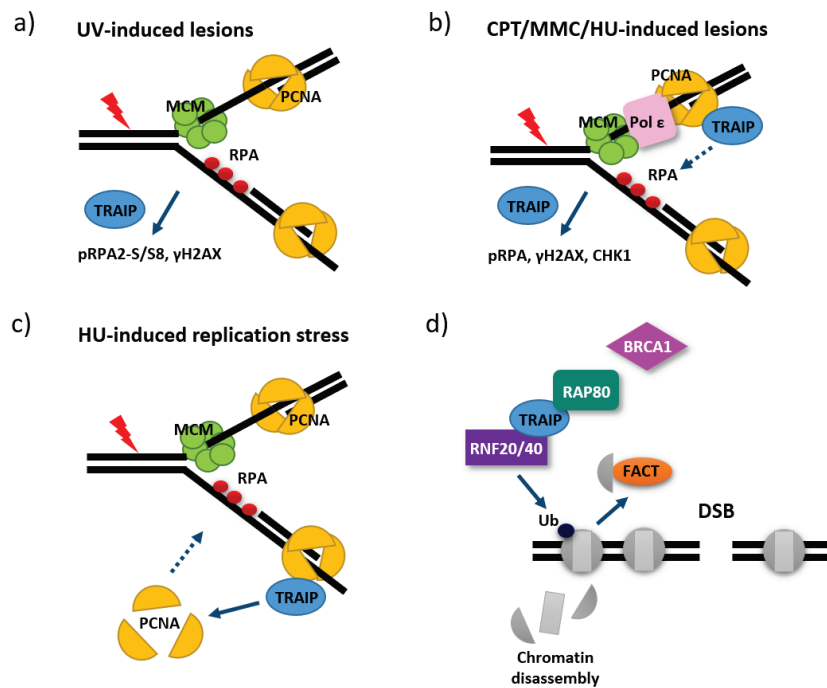 a)
UV-induced lesions
MCM
PCNA
RPA
TRAIP
pRPA2-S/S8, γH2AX
b)
CPT/MMC/HU-induced lesions
PCNA
MCM
Pol ε
TRAIP
RPA
TRAIP
pRPA, γH2AX, CHK1
c)
HU-induced replication stress
MCM
PCNA
RPA
TRAIP
PCNA
d)
BRCA1
RAP80
TRAIP
RNF20/40
FACT
Ub
DSB
Chromatin
disassembly